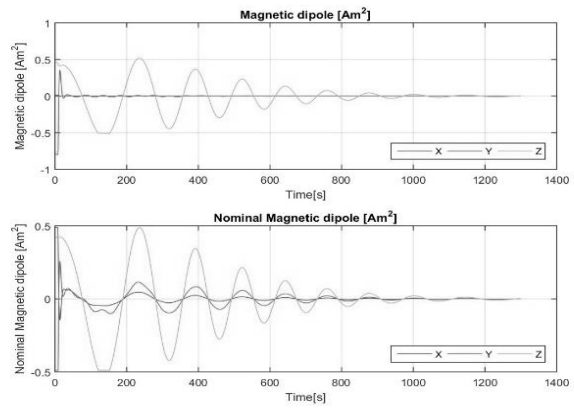 Magnetic dipole [Am²]
Magnetic dipole [Am²]
1
0.5
0
-0.5
-1
X Y Z
0 200 400 600 800 1000 1200 1400
Time[s]
Nominal Magnetic dipole [Am²]
Nominal Magnetic dipole [Am²]
0.5
0
-0.5
X Y Z
0 200 400 600 800 1000 1200 1400
Time[s]